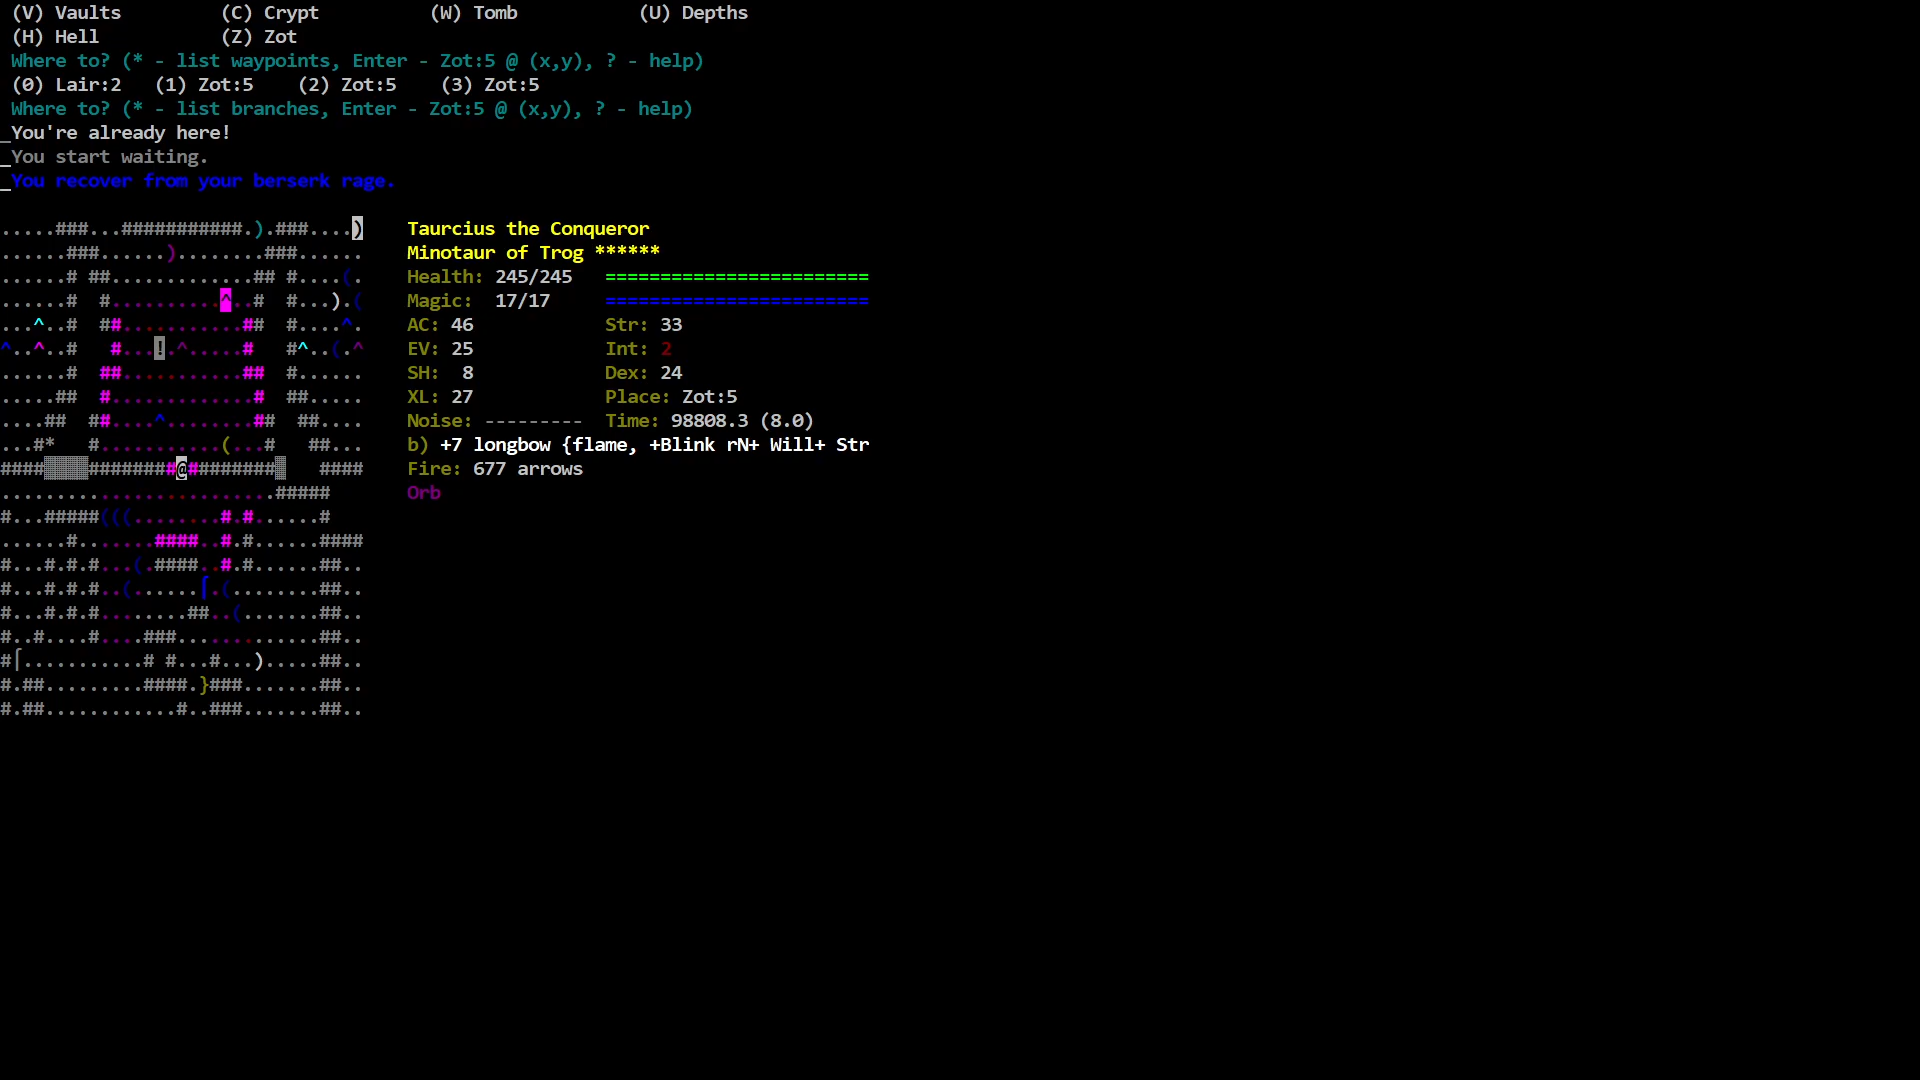 (V) Vaults (C) Crypt (W) Tomb (U) Depths
(H) Hell (Z) Zot
Where to? (* - list waypoints, Enter - Zot:5 @ (x,y), ? - help)
(0) Lair:2 (1) Zot:5 (2) Zot:5 (3) Zot:5
Where to? (* - list branches, Enter - Zot:5 @ (x,y), ? - help)
_You're already here!
_You start waiting.
_You recover from your berserk rage.
Taurcius the Conqueror
Minotaur of Trog ******
Health: 245/245 ========================
Magic: 17/17 ========================
AC: 46 Str: 33
EV: 25 Int: 2
SH: 8 Dex: 24
XL: 27 Place: Zot:5
Noise: --------- Time: 98808.3 (8.0)
b) +7 longbow {flame, +Blink rN+ Will+ Str
Fire: 677 arrows
Orb